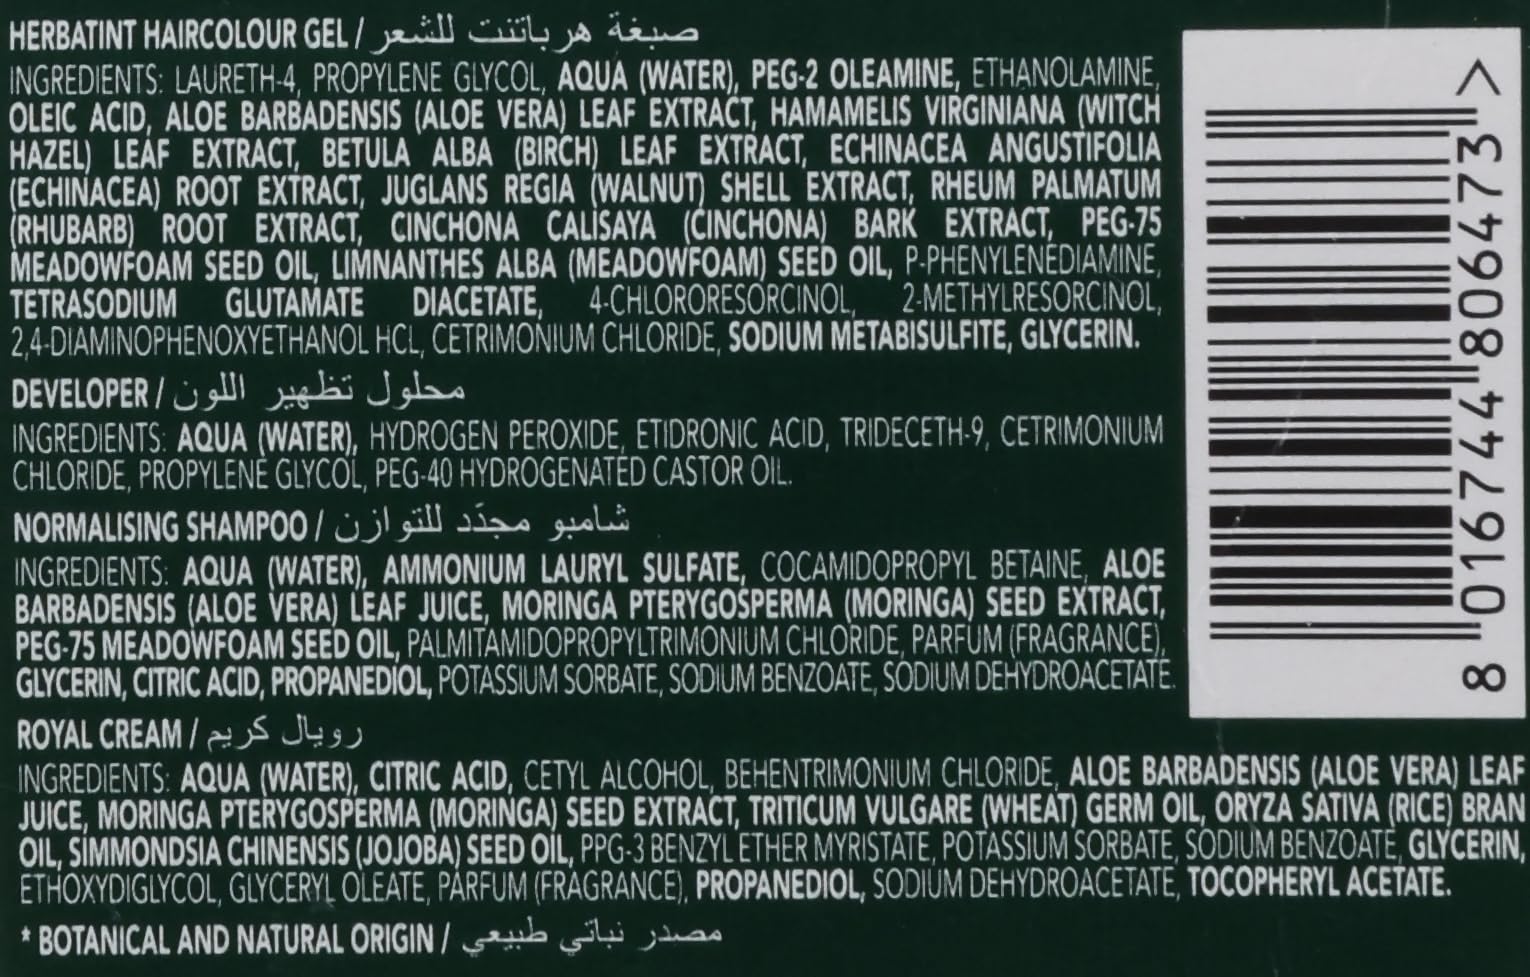 HERBATINT HAIRCOLOUR GEL / صبغة هرباتنت للشعر
INGREDIENTS: LAURETH-4, PROPYLENE GLYCOL, AQUA (WATER), PEG-2 OLEAMINE, ETHANOLAMINE,
OLEIC ACID, ALOE BARBADENSIS (ALOE VERA) LEAF EXTRACT, HAMAMELIS VIRGINIANA (WITCH
HAZEL) LEAF EXTRACT, BETULA ALBA (BIRCH) LEAF EXTRACT, ECHINACEA ANGUSTIFOLIA
(ECHINACEA) ROOT EXTRACT, JUGLANS REGIA (WALNUT) SHELL EXTRACT, RHEUM PALMATUM
(RHUBARB) ROOT EXTRACT, CINCHONA CALISAYA (CINCHONA) BARK EXTRACT, PEG-75
MEADOWFOAM SEED OIL, LIMNANTHES ALBA (MEADOWFOAM) SEED OIL, P-PHENYLENEDIAMINE,
TETRASODIUM GLUTAMATE DIACETATE, 4-CHLORORESORCINOL, 2-METHYLRESORCINOL,
2,4-DIAMINOPHENOXYETHANOL HCL, CETRIMONIUM CHLORIDE, SODIUM METABISULFITE, GLYCERIN.
DEVELOPER / محلول تظهير اللون
INGREDIENTS: AQUA (WATER), HYDROGEN PEROXIDE, ETIDRONIC ACID, TRIDECETH-9, CETRIMONIUM
CHLORIDE, PROPYLENE GLYCOL, PEG-40 HYDROGENATED CASTOR OIL.
NORMALISING SHAMPOO / شامبو مجدّد للتوازن
INGREDIENTS: AQUA (WATER), AMMONIUM LAURYL SULFATE, COCAMIDOPROPYL BETAINE, ALOE
BARBADENSIS (ALOE VERA) LEAF JUICE, MORINGA PTERYGOSPERMA (MORINGA) SEED EXTRACT,
PEG-75 MEADOWFOAM SEED OIL, PALMITAMIDOPROPYLTRIMONIUM CHLORIDE, PARFUM (FRAGRANCE),
GLYCERIN, CITRIC ACID, PROPANEDIOL, POTASSIUM SORBATE, SODIUM BENZOATE, SODIUM DEHYDROACETATE.
ROYAL CREAM / رويال كريم
INGREDIENTS: AQUA (WATER), CITRIC ACID, CETYL ALCOHOL, BEHENTRIMONIUM CHLORIDE, ALOE BARBADENSIS (ALOE VERA) LEAF
JUICE, MORINGA PTERYGOSPERMA (MORINGA) SEED EXTRACT, TRITICUM VULGARE (WHEAT) GERM OIL, ORYZA SATIVA (RICE) BRAN
OIL, SIMMONDSIA CHINENSIS (JOJOBA) SEED OIL, PPG-3 BENZYL ETHER MYRISTATE, POTASSIUM SORBATE, SODIUM BENZOATE, GLYCERIN,
ETHOXYDIGLYCOL, GLYCERYL OLEATE, PARFUM (FRAGRANCE), PROPANEDIOL, SODIUM DEHYDROACETATE, TOCOPHERYL ACETATE.
* BOTANICAL AND NATURAL ORIGIN / مصدر نباتي طبيعي
8 016744 806473 >